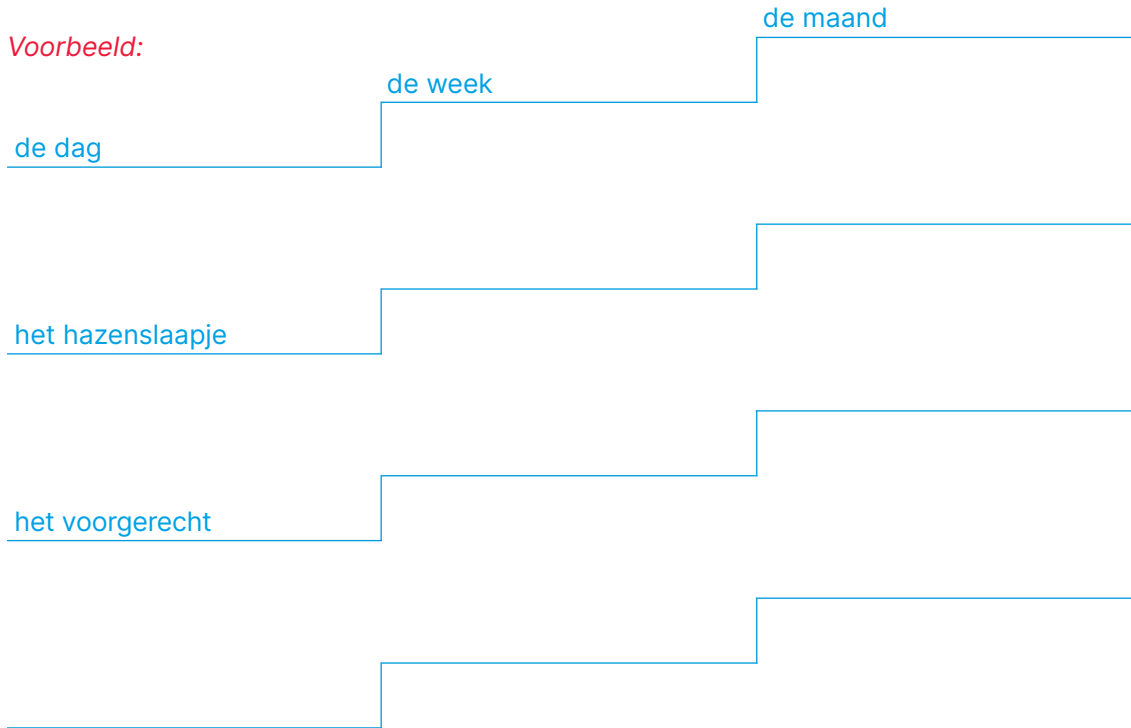 de maand
Voorbeeld:
de week
de dag
het hazenslaapje
het voorgerecht